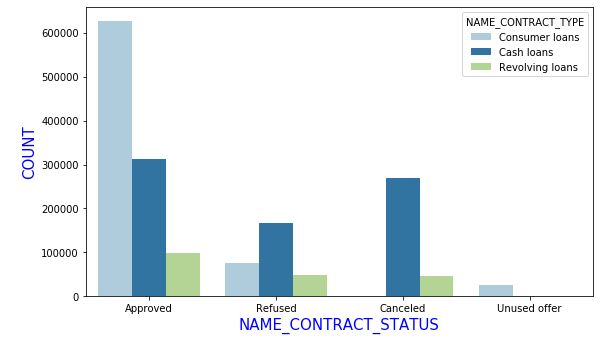 NAME_CONTRACT_TYPE
Consumer loans
Cash loans
Revolving loans
COUNT
600000
500000
400000
300000
200000
100000
0
Approved Refused Canceled Unused offer
NAME_CONTRACT_STATUS